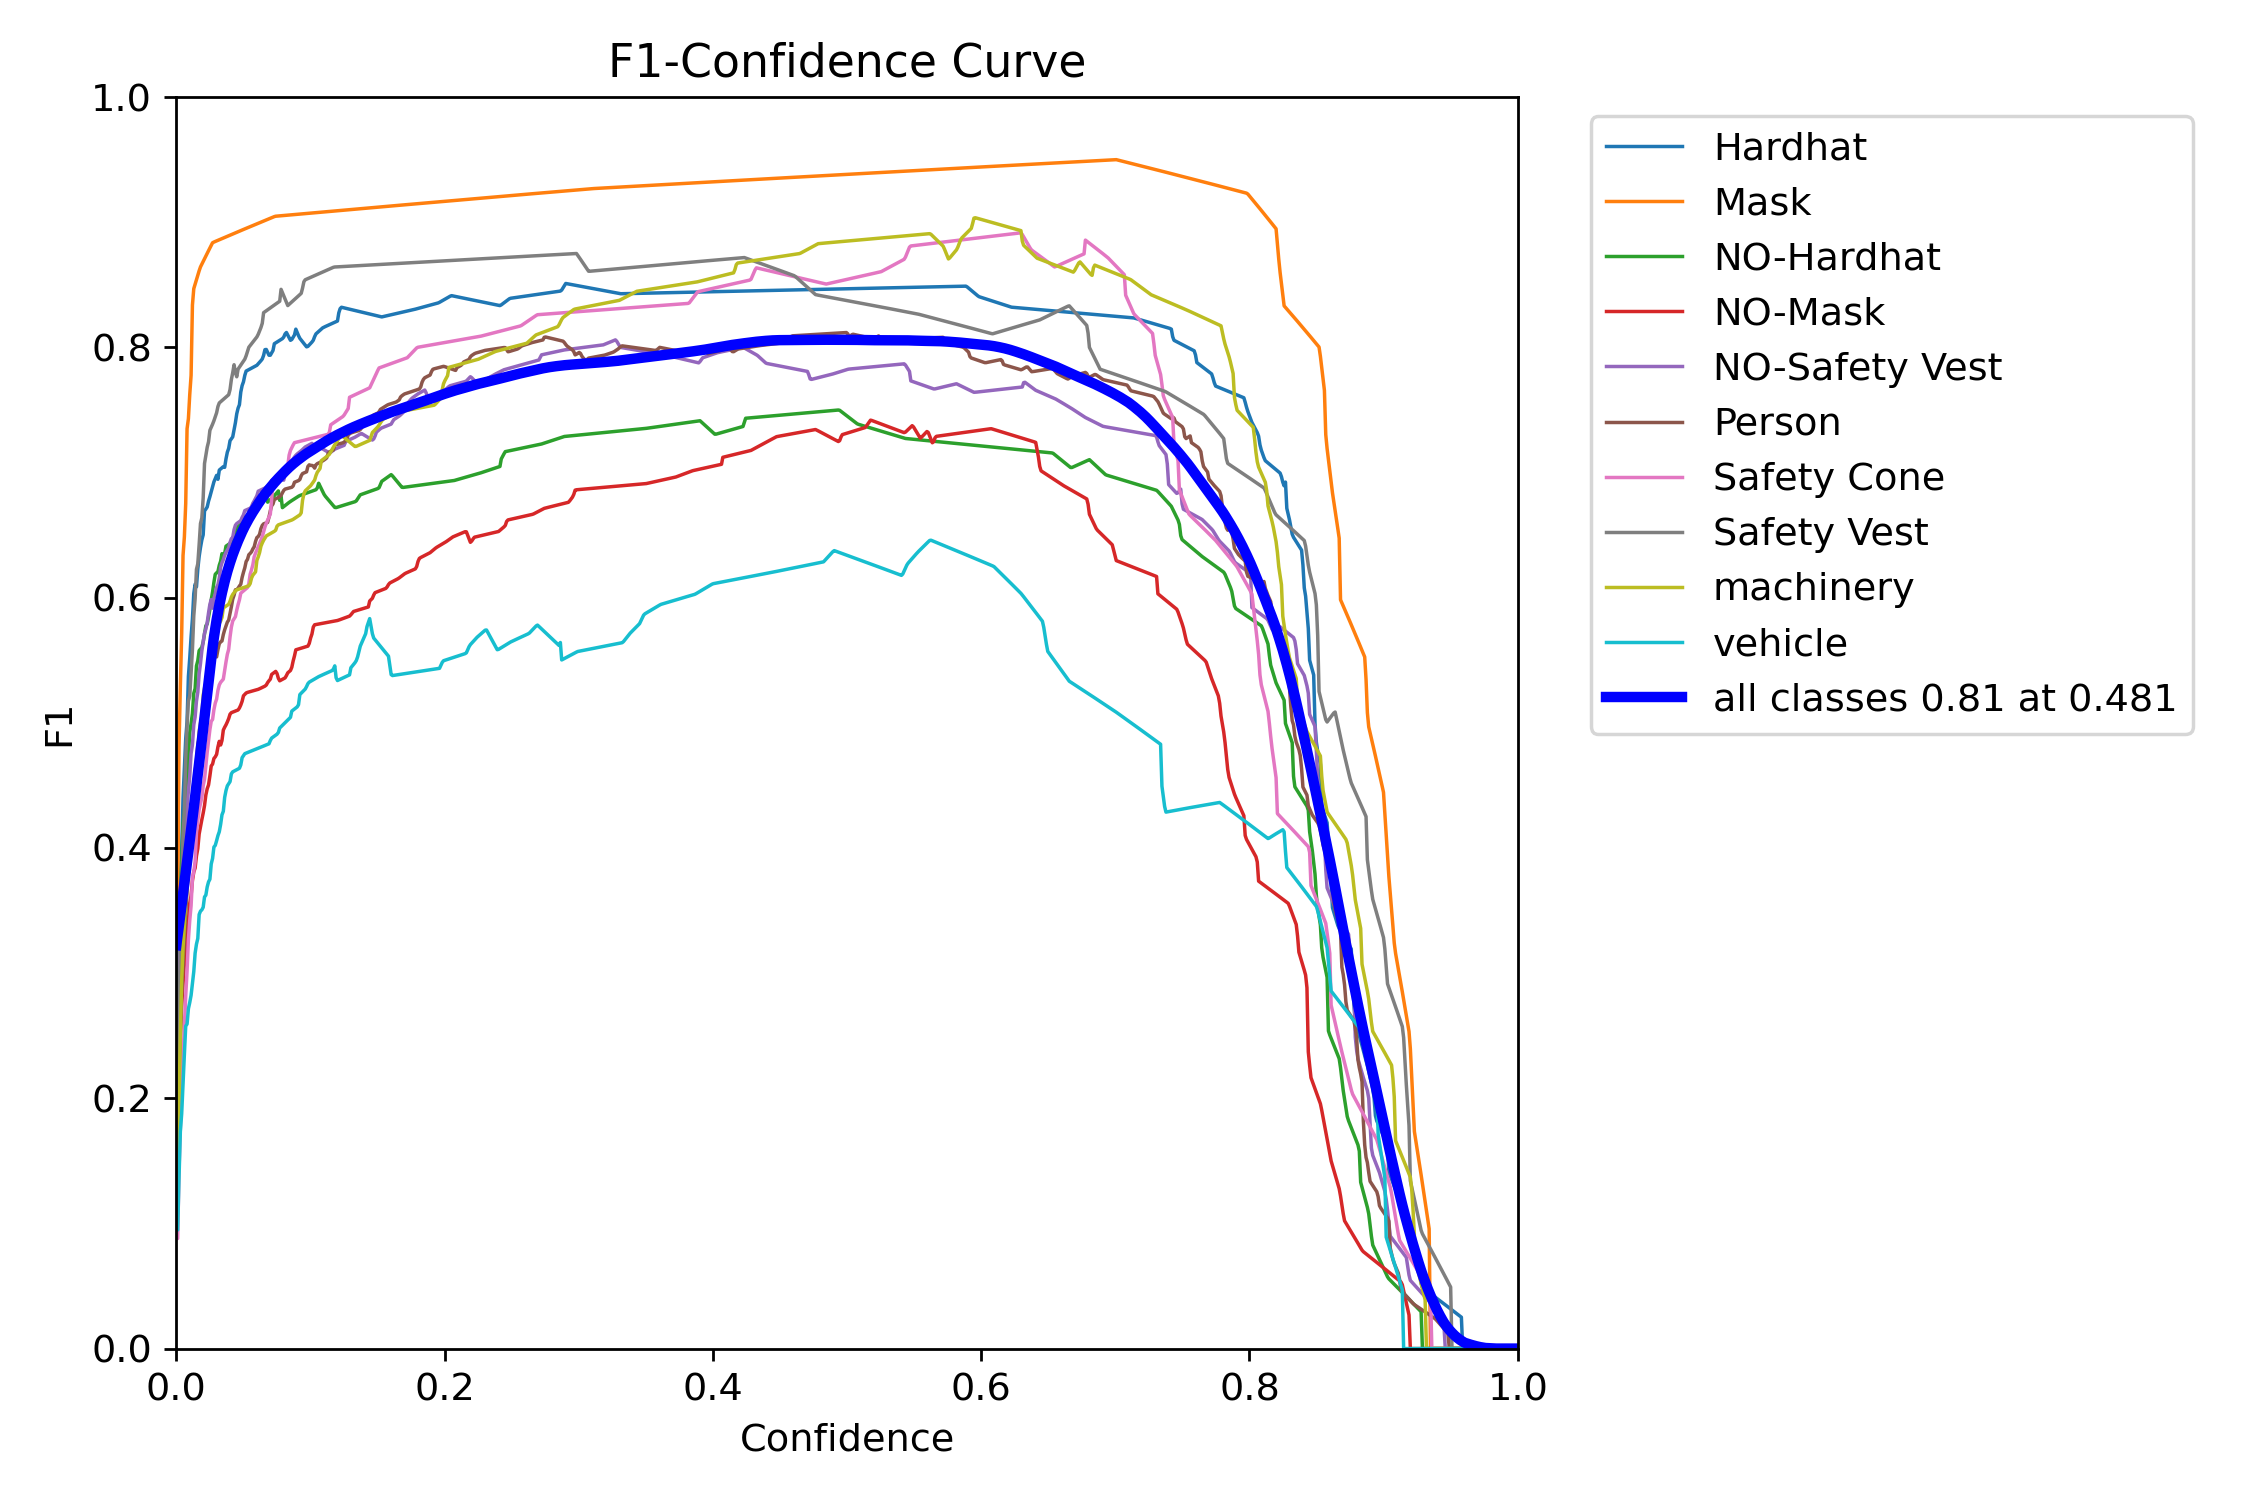 F1-Confidence Curve
1.0
0.8
0.6
0.4
0.2
0.0
F1
0.0 0.2 0.4 0.6 0.8 1.0
Confidence
Hardhat
Mask
NO-Hardhat
NO-Mask
NO-Safety Vest
Person
Safety Cone
Safety Vest
machinery
vehicle
all classes 0.81 at 0.481